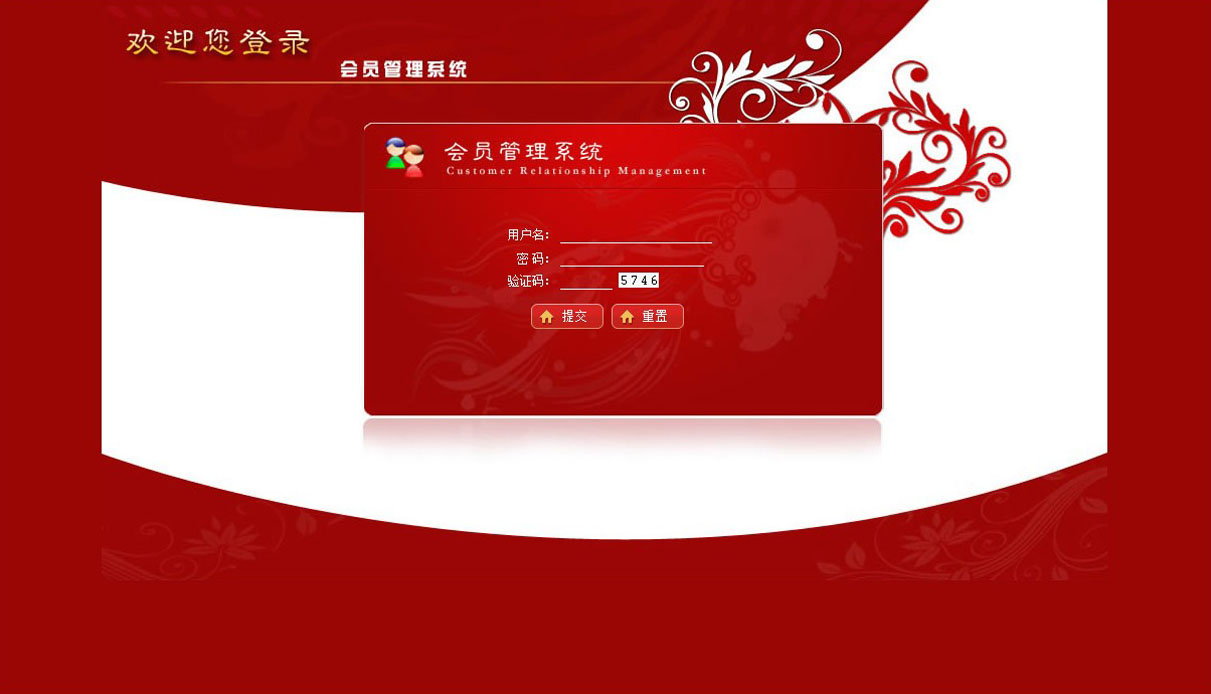 欢迎您登录
会员管理系统
会员管理系统
Customer Relationship Management
用户名:
密 码:
验证码: 5746
提交 重置